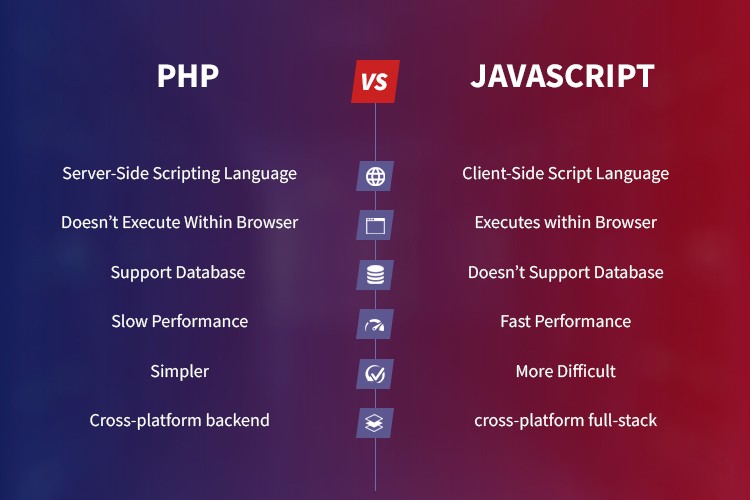 PHP
VS
JAVASCRIPT
Server-Side Scripting Language
Client-Side Script Language
Doesn’t Execute Within Browser
Executes within Browser
Support Database
Doesn’t Support Database
Slow Performance
Fast Performance
Simpler
More Difficult
Cross-platform backend
cross-platform full-stack